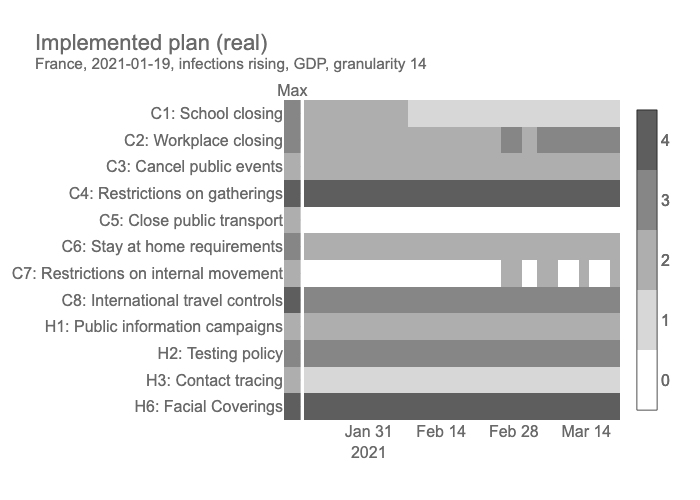 Implemented plan (real)
France, 2021-01-19, infections rising, GDP, granularity 14
Max
C1: School closing
C2: Workplace closing
C3: Cancel public events
C4: Restrictions on gatherings
C5: Close public transport
C6: Stay at home requirements
C7: Restrictions on internal movement
C8: International travel controls
H1: Public information campaigns
H2: Testing policy
H3: Contact tracing
H6: Facial Coverings
4
3
2
1
0
Jan 31 Feb 14 Feb 28 Mar 14
2021